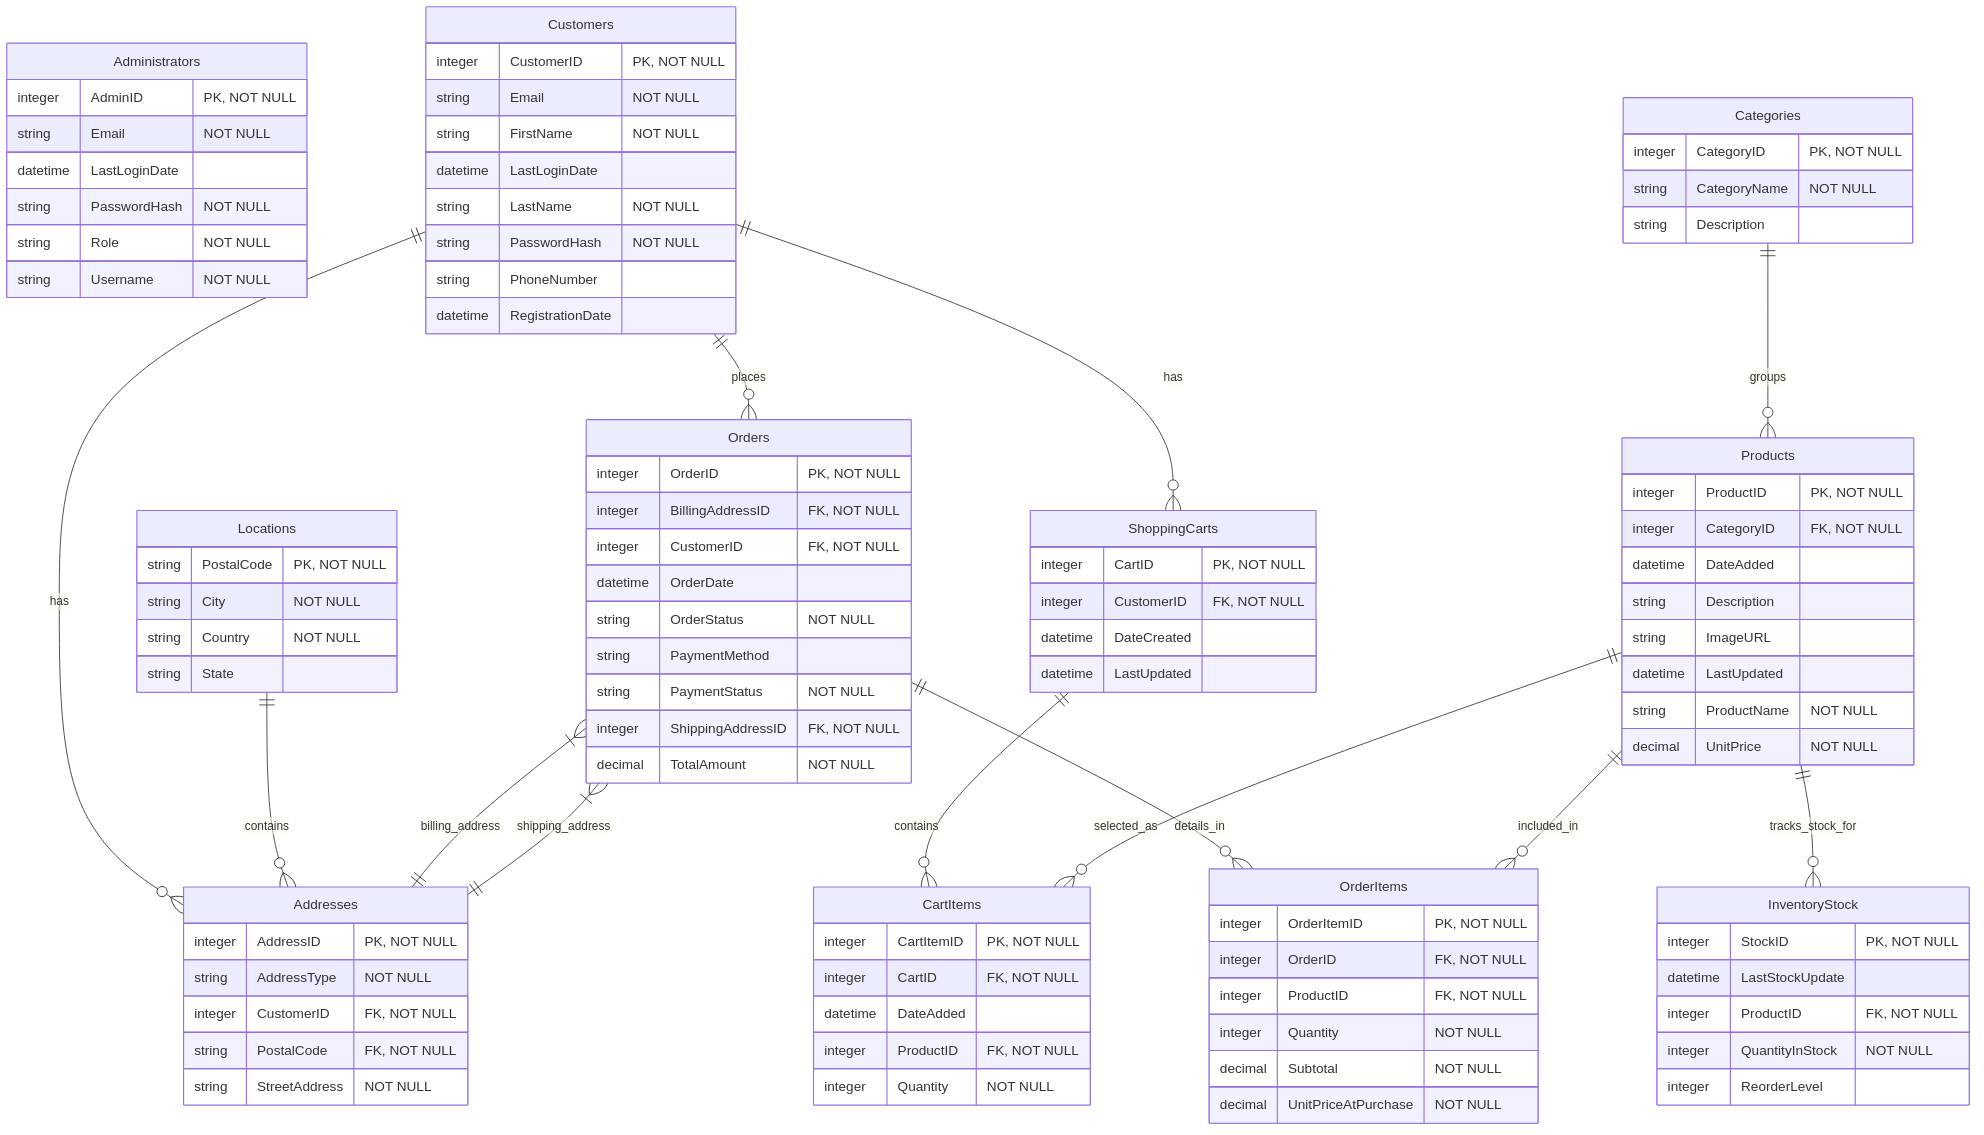 Customers
integer CustomerID PK, NOT NULL
string Email NOT NULL
string FirstName NOT NULL
datetime LastLoginDate
string LastName NOT NULL
string PasswordHash NOT NULL
string PhoneNumber
datetime RegistrationDate
Administrators
integer AdminID PK, NOT NULL
string Email NOT NULL
datetime LastLoginDate
string PasswordHash NOT NULL
string Role NOT NULL
string Username NOT NULL
Categories
integer CategoryID PK, NOT NULL
string CategoryName NOT NULL
string Description
places
has
groups
Orders
integer OrderID PK, NOT NULL
integer BillingAddressID FK, NOT NULL
integer CustomerID FK, NOT NULL
datetime OrderDate
string OrderStatus NOT NULL
string PaymentMethod
string PaymentStatus NOT NULL
integer ShippingAddressID FK, NOT NULL
decimal TotalAmount NOT NULL
Products
integer ProductID PK, NOT NULL
integer CategoryID FK, NOT NULL
datetime DateAdded
string Description
string ImageURL
datetime LastUpdated
string ProductName NOT NULL
decimal UnitPrice NOT NULL
Locations
string PostalCode PK, NOT NULL
string City NOT NULL
string Country NOT NULL
string State
ShoppingCarts
integer CartID PK, NOT NULL
integer CustomerID FK, NOT NULL
datetime DateCreated
datetime LastUpdated
has
contains
billing_address
shipping_address
contains
selected_as
details_in
included_in
tracks_stock_for
Addresses
integer AddressID PK, NOT NULL
string AddressType NOT NULL
integer CustomerID FK, NOT NULL
string PostalCode FK, NOT NULL
string StreetAddress NOT NULL
CartItems
integer CartItemID PK, NOT NULL
integer CartID FK, NOT NULL
datetime DateAdded
integer ProductID FK, NOT NULL
integer Quantity NOT NULL
OrderItems
integer OrderItemID PK, NOT NULL
integer OrderID FK, NOT NULL
integer ProductID FK, NOT NULL
integer Quantity NOT NULL
decimal Subtotal NOT NULL
decimal UnitPriceAtPurchase NOT NULL
InventoryStock
integer StockID PK, NOT NULL
datetime LastStockUpdate
integer ProductID FK, NOT NULL
integer QuantityInStock NOT NULL
integer ReorderLevel